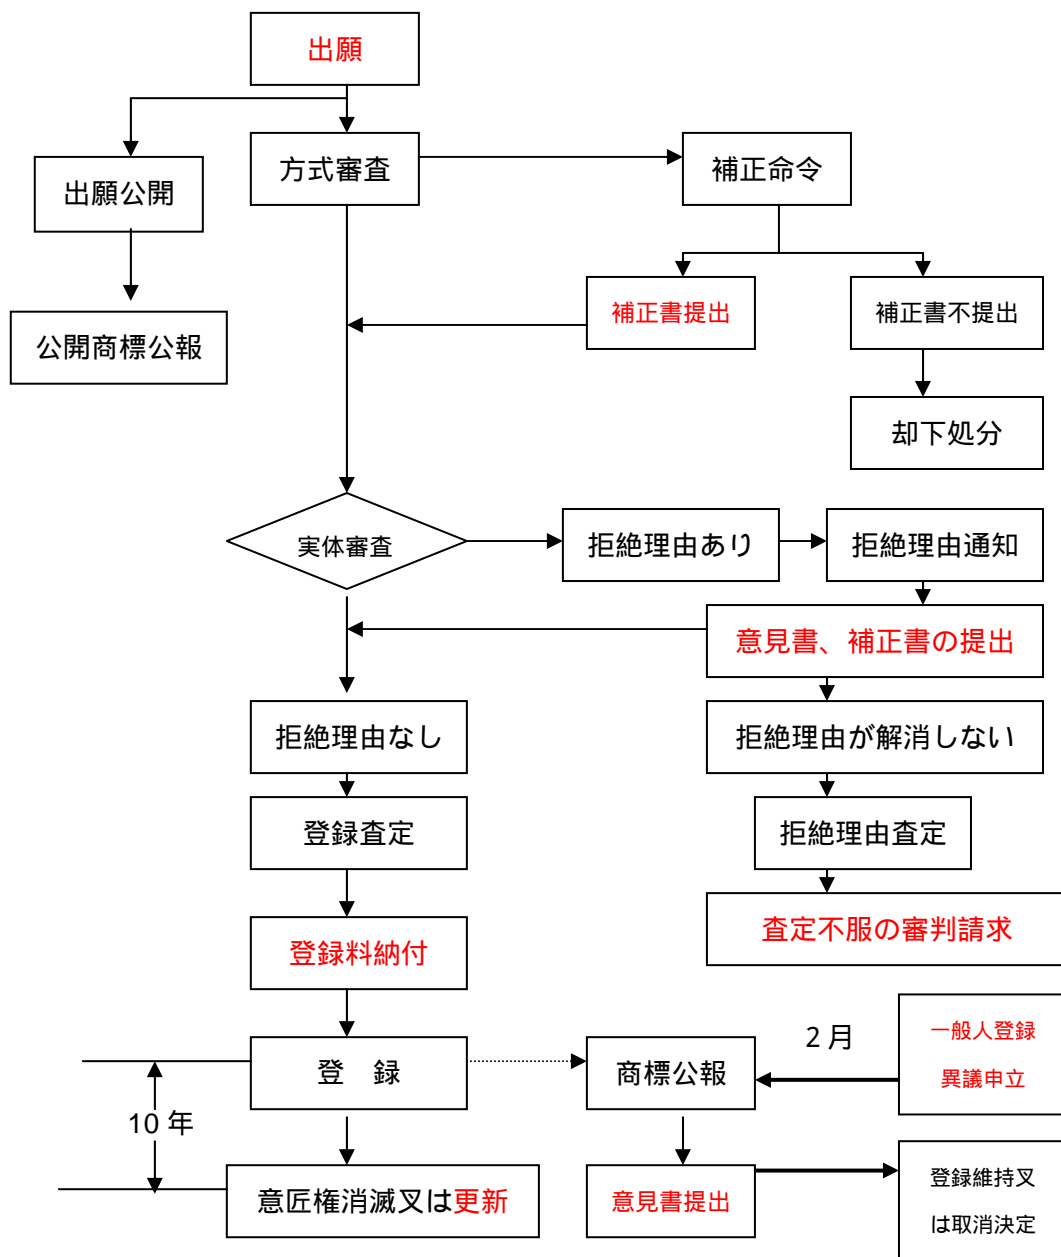 出願
方式審査
補正命令
出願公開
補正書提出
補正書不提出
公開商標公報
却下処分
実体審査
拒絶理由あり
拒絶理由通知
意見書、補正書の提出
拒絶理由なし
拒絶理由が解消しない
登録査定
拒絶理由査定
登録料納付
査定不服の審判請求
2月
一般人登録
異議申立
登　録
商標公報
10年
意匠権消滅叉は更新
意見書提出
登録維持叉
は取消決定